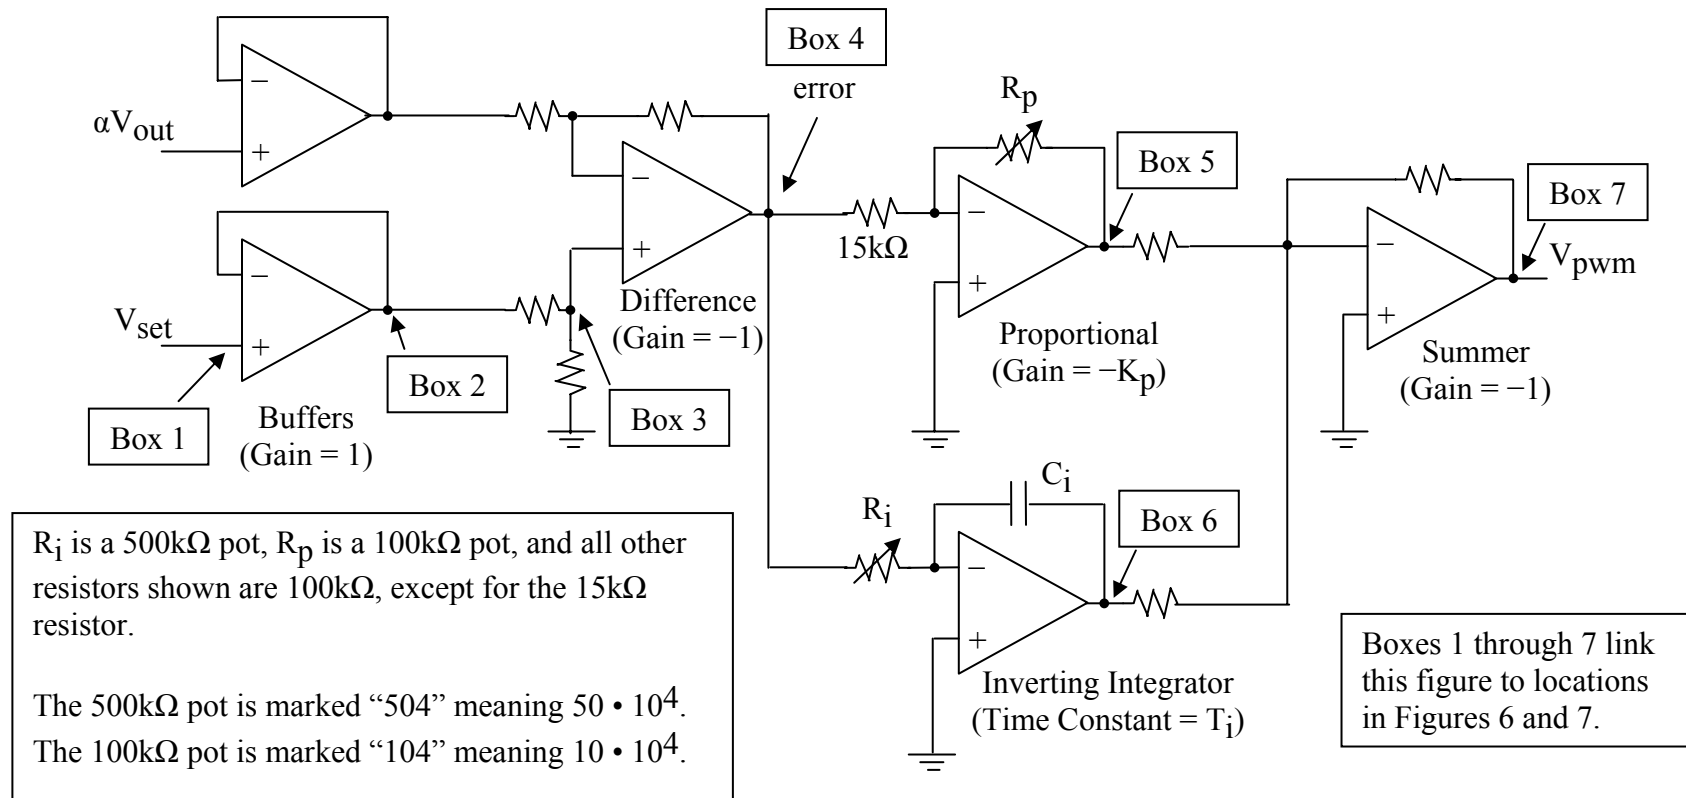 Box 4
error
αVout
Rp
Box 5
Box 7
Vpwm
15kΩ
Difference
(Gain = −1)
Vset
Box 1
Box 2
Box 3
Buffers
(Gain = 1)
Proportional
(Gain = −Kp)
Summer
(Gain = −1)
Ci
Ri
Box 6
Inverting Integrator
(Time Constant = Ti)
Ri is a 500kΩ pot, Rp is a 100kΩ pot, and all other
resistors shown are 100kΩ, except for the 15kΩ
resistor.
The 500kΩ pot is marked “504” meaning 50 • 10⁴.
The 100kΩ pot is marked “104” meaning 10 • 10⁴.
Boxes 1 through 7 link
this figure to locations
in Figures 6 and 7.